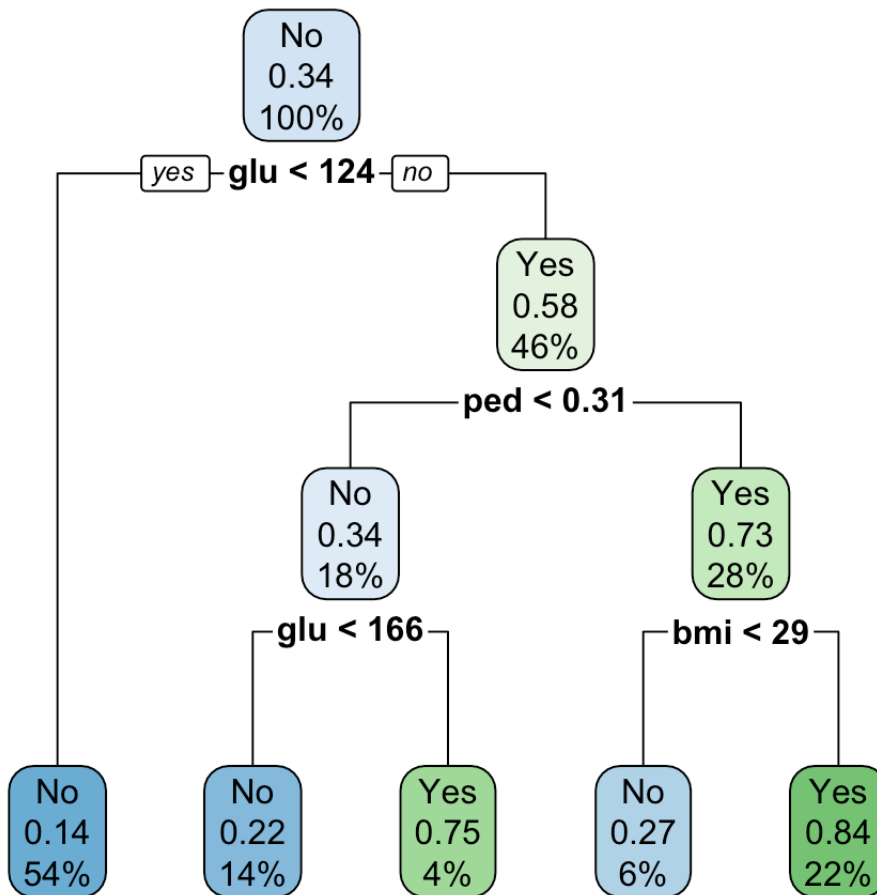 No
0.34
100%
yes glu < 124 no
Yes
0.58
46%
ped < 0.31
No
0.34
18%
Yes
0.73
28%
glu < 166
bmi < 29
No
0.14
54%
No
0.22
14%
Yes
0.75
4%
No
0.27
6%
Yes
0.84
22%